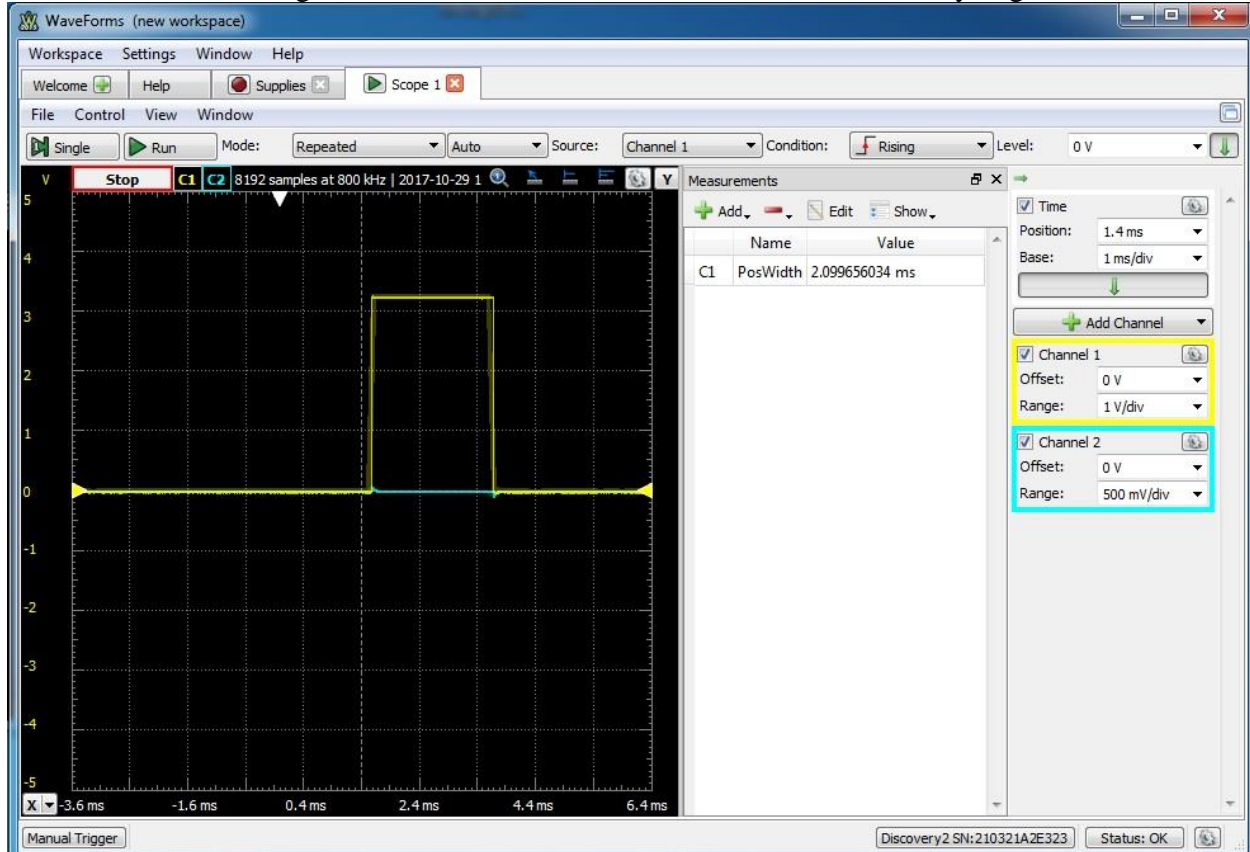 WaveForms (new workspace)
Workspace Settings Window Help
Welcome Help Supplies Scope 1
File Control View Window
Single Run Mode: Repeated Auto Source: Channel 1 Condition: Rising Level: 0 V
V Stop C1 C2 8192 samples at 800 kHz | 2017-10-29 1 Y
Measurements
Add Edit Show
Name Value
C1 PosWidth 2.099656034 ms
Time
Position: 1.4 ms
Base: 1 ms/div
Add Channel
Channel 1
Offset: 0 V
Range: 1 V/div
Channel 2
Offset: 0 V
Range: 500 mV/div
5
4
3
2
1
0
-1
-2
-3
-4
-5
X -3.6 ms -1.6 ms 0.4 ms 2.4 ms 4.4 ms 6.4 ms
Manual Trigger Discovery2 SN:210321A2E323 Status: OK